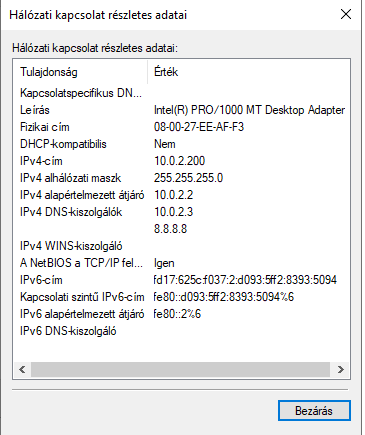 Hálózati kapcsolat részletes adatai
Hálózati kapcsolat részletes adatai:
Tulajdonság Érték
Kapcsolatspecifikus DN...
Leírás Intel(R) PRO/1000 MT Desktop Adapter
Fizikai cím 08-00-27-EE-AF-F3
DHCP-kompatibilis Nem
IPv4-cím 10.0.2.200
IPv4 alhálózati maszk 255.255.255.0
IPv4 alapértelmezett átjáró 10.0.2.2
IPv4 DNS-kiszolgálók 10.0.2.3
8.8.8.8
IPv4 WINS-kiszolgáló
A NetBIOS a TCP/IP fel... Igen
IPv6-cím fd17:625c:f037:2:d093:5ff2:8393:5094
Kapcsolati szintű IPv6-cím fe80::d093:5ff2:8393:5094%6
IPv6 alapértelmezett átjáró fe80::2%6
IPv6 DNS-kiszolgáló
Bezárás